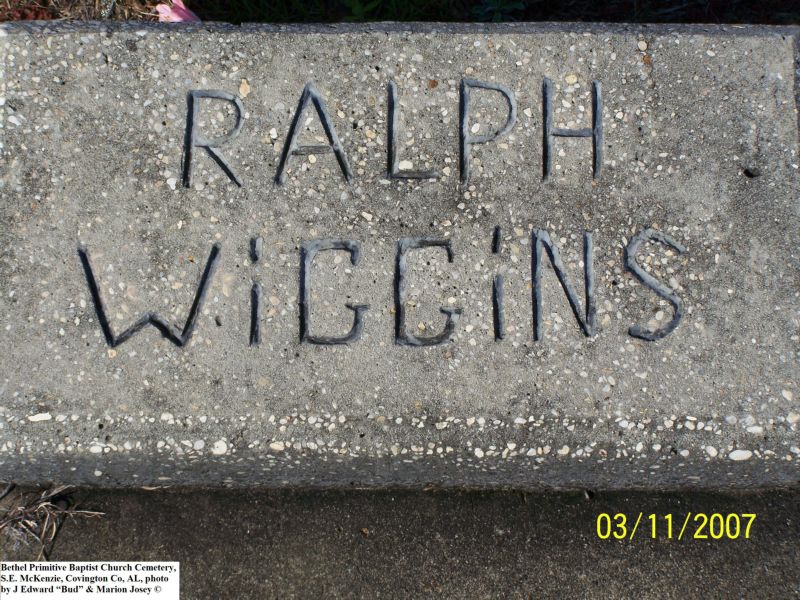 RALPH
WiGGiNS
03/11/2007
Bethel Primitive Baptist Church Cemetery,
S.E. McKenzie, Covington Co, AL, photo
by J Edward “Bud” & Marion Josey ©